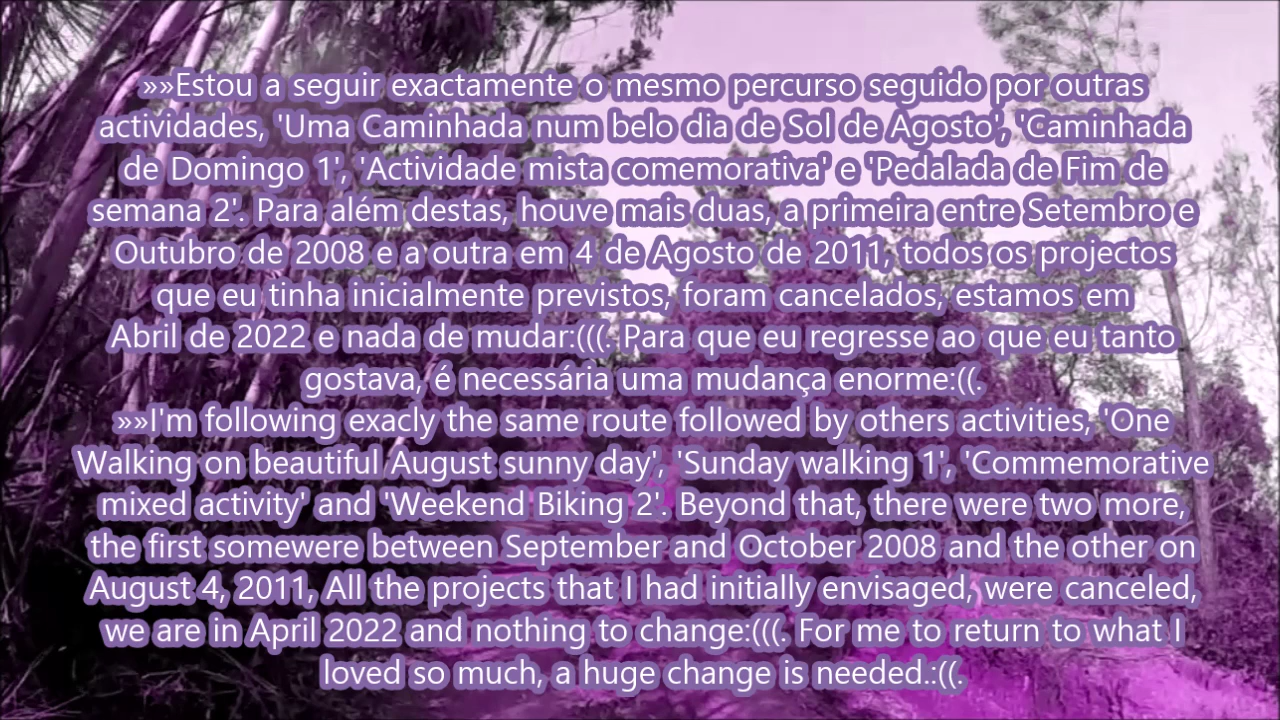 »»Estou a seguir exactamente o mesmo percurso seguido por outras
actividades, 'Uma Caminhada num belo dia de Sol de Agosto', 'Caminhada
de Domingo 1', 'Actividade mista comemorativa' e 'Pedalada de Fim de
semana 2'. Para além destas, houve mais duas, a primeira entre Setembro e
Outubro de 2008 e a outra em 4 de Agosto de 2011, todos os projectos
que eu tinha inicialmente previstos, foram cancelados, estamos em
Abril de 2022 e nada de mudar:(((. Para que eu regresse ao que eu tanto
gostava, é necessária uma mudança enorme:((.
»»I'm following exacly the same route followed by others activities, 'One
Walking on beautiful August sunny day', 'Sunday walking 1', 'Commemorative
mixed activity' and 'Weekend Biking 2'. Beyond that, there were two more,
the first somewere between September and October 2008 and the other on
August 4, 2011, All the projects that I had initially envisaged, were canceled,
we are in April 2022 and nothing to change:(((. For me to return to what I
loved so much, a huge change is needed.:((.